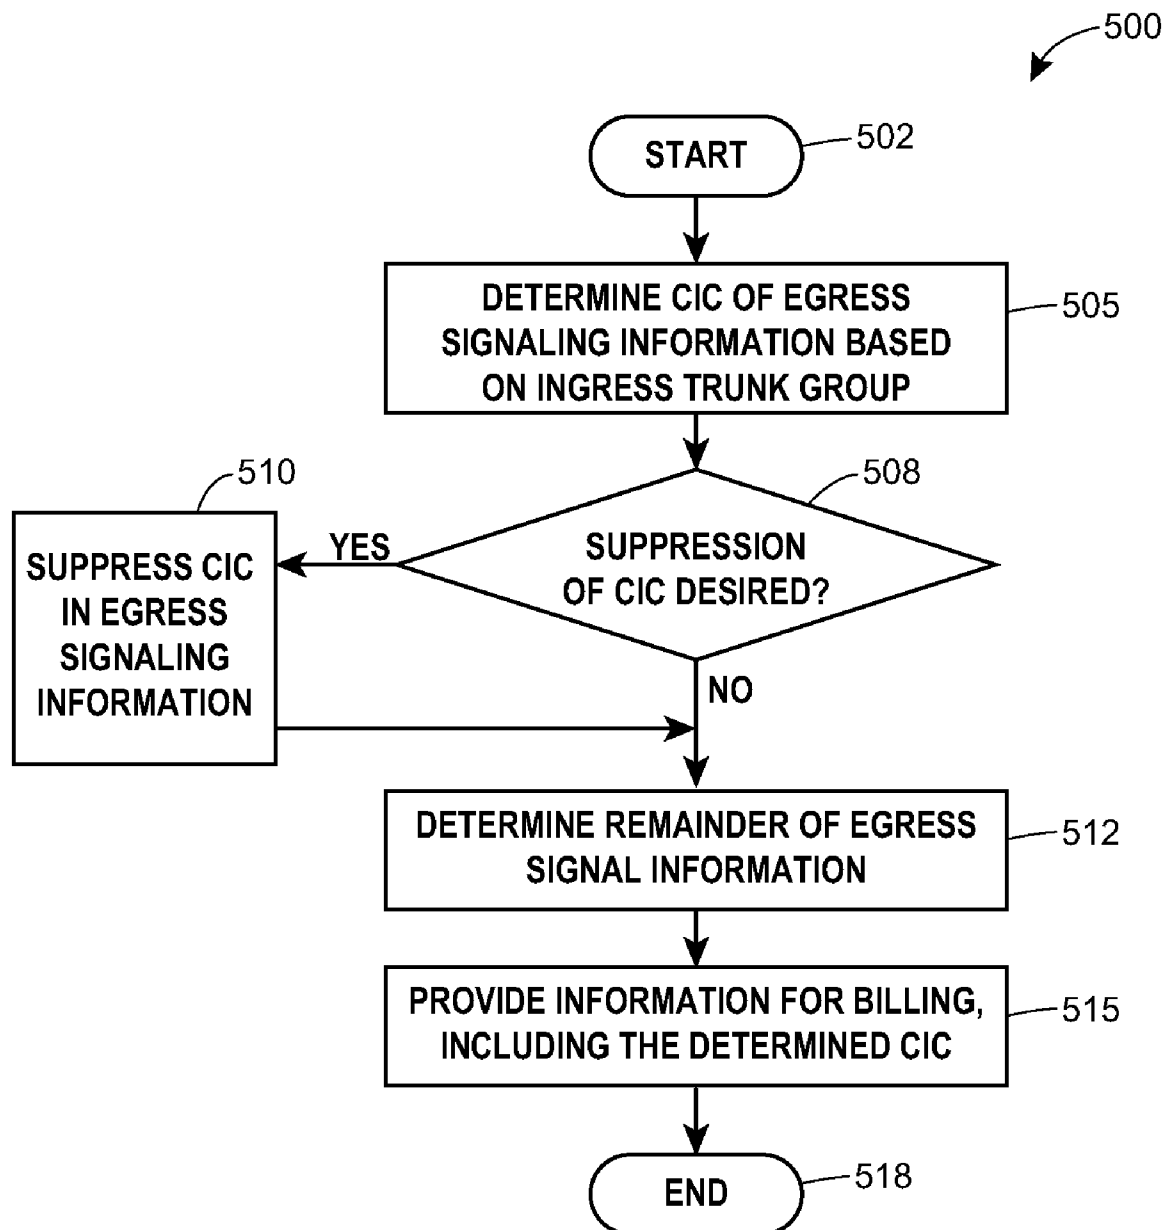 500
START
502
DETERMINE CIC OF EGRESS
SIGNALING INFORMATION BASED
ON INGRESS TRUNK GROUP
505
510
508
SUPPRESS CIC
IN EGRESS
SIGNALING
INFORMATION
YES
SUPPRESSION
OF CIC DESIRED?
NO
DETERMINE REMAINDER OF EGRESS
SIGNAL INFORMATION
512
PROVIDE INFORMATION FOR BILLING,
INCLUDING THE DETERMINED CIC
515
END
518